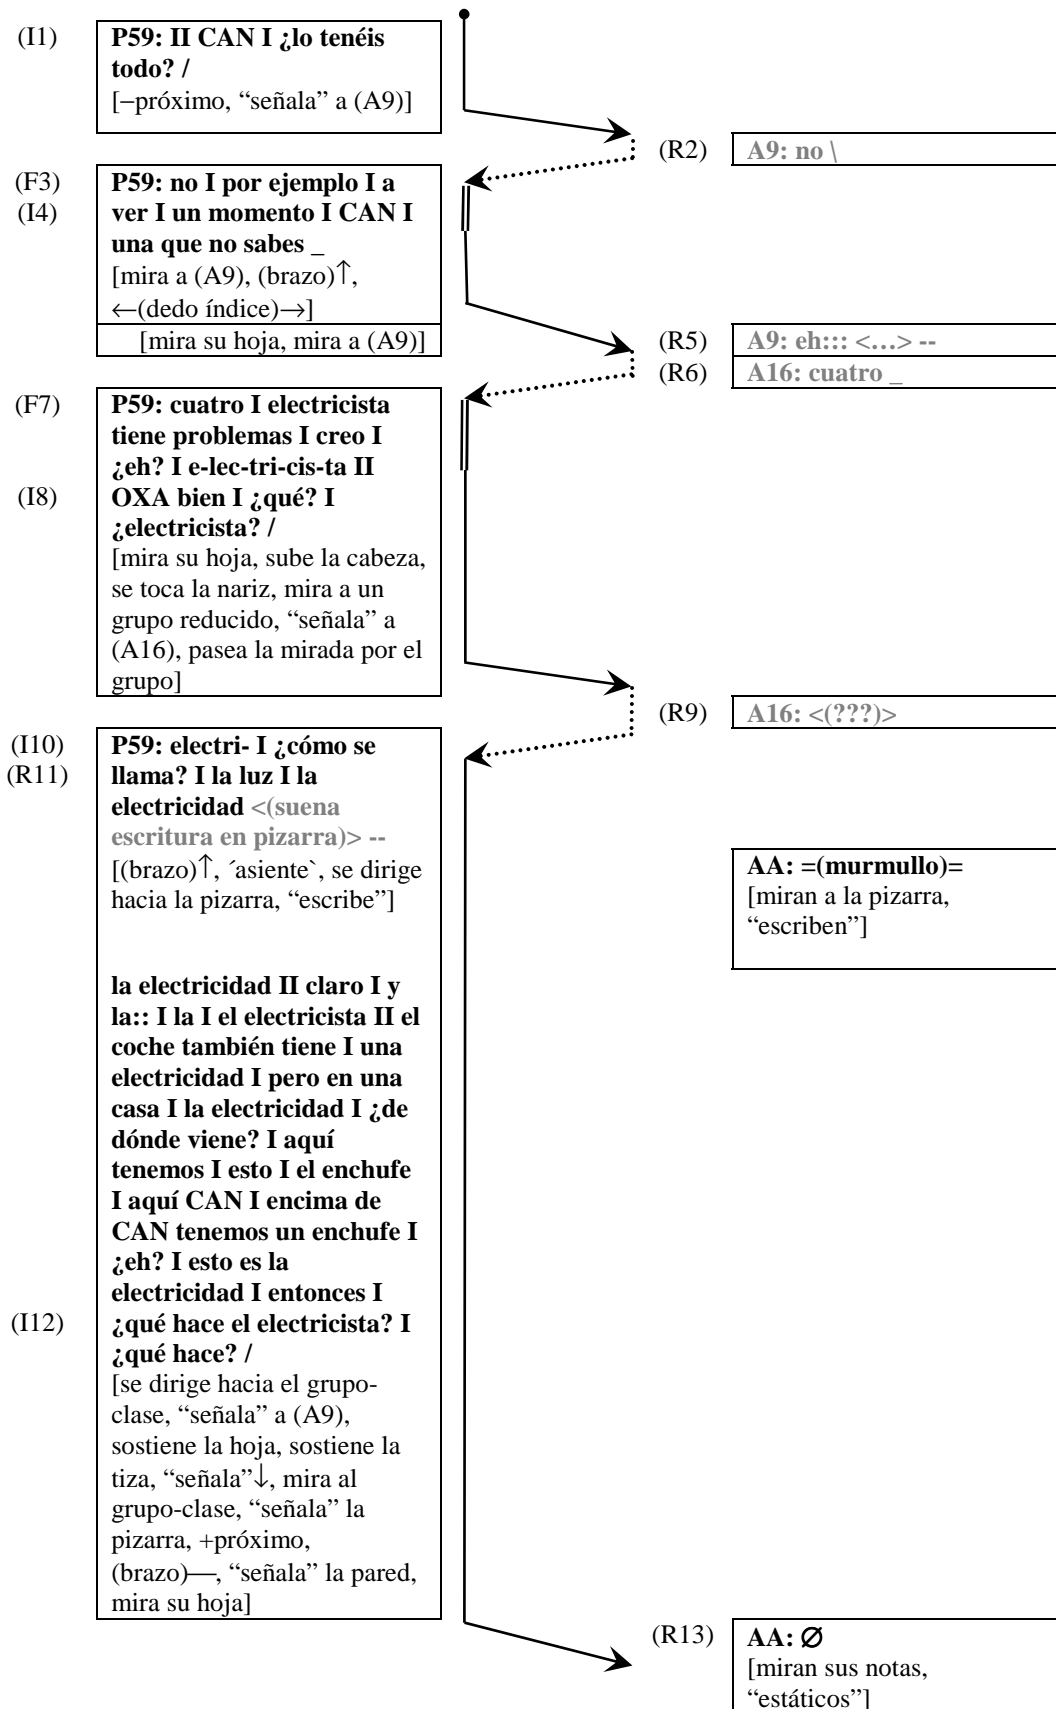 (I1)
P59: II CAN I ¿lo tenéis
todo? /
[−próximo, “señala” a (A9)]
(R2)
A9: no \
(F3)
(I4)
P59: no I por ejemplo I a
ver I un momento I CAN I
una que no sabes _
[mira a (A9), (brazo)↑,
←(dedo índice)→]
[mira su hoja, mira a (A9)]
(R5)
A9: eh::: <…> --
(R6)
A16: cuatro _
(F7)
P59: cuatro I electricista
tiene problemas I creo I
¿eh? I e-lec-tri-cis-ta II
(I8)
OXA bien I ¿qué? I
¿electricista? /
[mira su hoja, sube la cabeza,
se toca la nariz, mira a un
grupo reducido, “señala” a
(A16), pasea la mirada por el
grupo]
(R9)
A16: <(???)>
(I10)
(R11)
P59: electri- I ¿cómo se
llama? I la luz I la
electricidad <(suena
escritura en pizarra)> --
[(brazo)↑, ´asiente`, se dirige
hacia la pizarra, “escribe”]
AA: =(murmullo)=
[miran a la pizarra,
“escriben”]
la electricidad II claro I y
la:: I la I el electricista II el
coche también tiene I una
electricidad I pero en una
casa I la electricidad I ¿de
dónde viene? I aquí
tenemos I esto I el enchufe
I aquí CAN I encima de
CAN tenemos un enchufe I
¿eh? I esto es la
electricidad I entonces I
(I12)
¿qué hace el electricista? I
¿qué hace? /
[se dirige hacia el grupo-
clase, “señala” a (A9),
sostiene la hoja, sostiene la
tiza, “señala”↓, mira al
grupo-clase, “señala” la
pizarra, +próximo,
(brazo)—, “señala” la pared,
mira su hoja]
(R13)
AA: Ø
[miran sus notas,
“estáticos”]